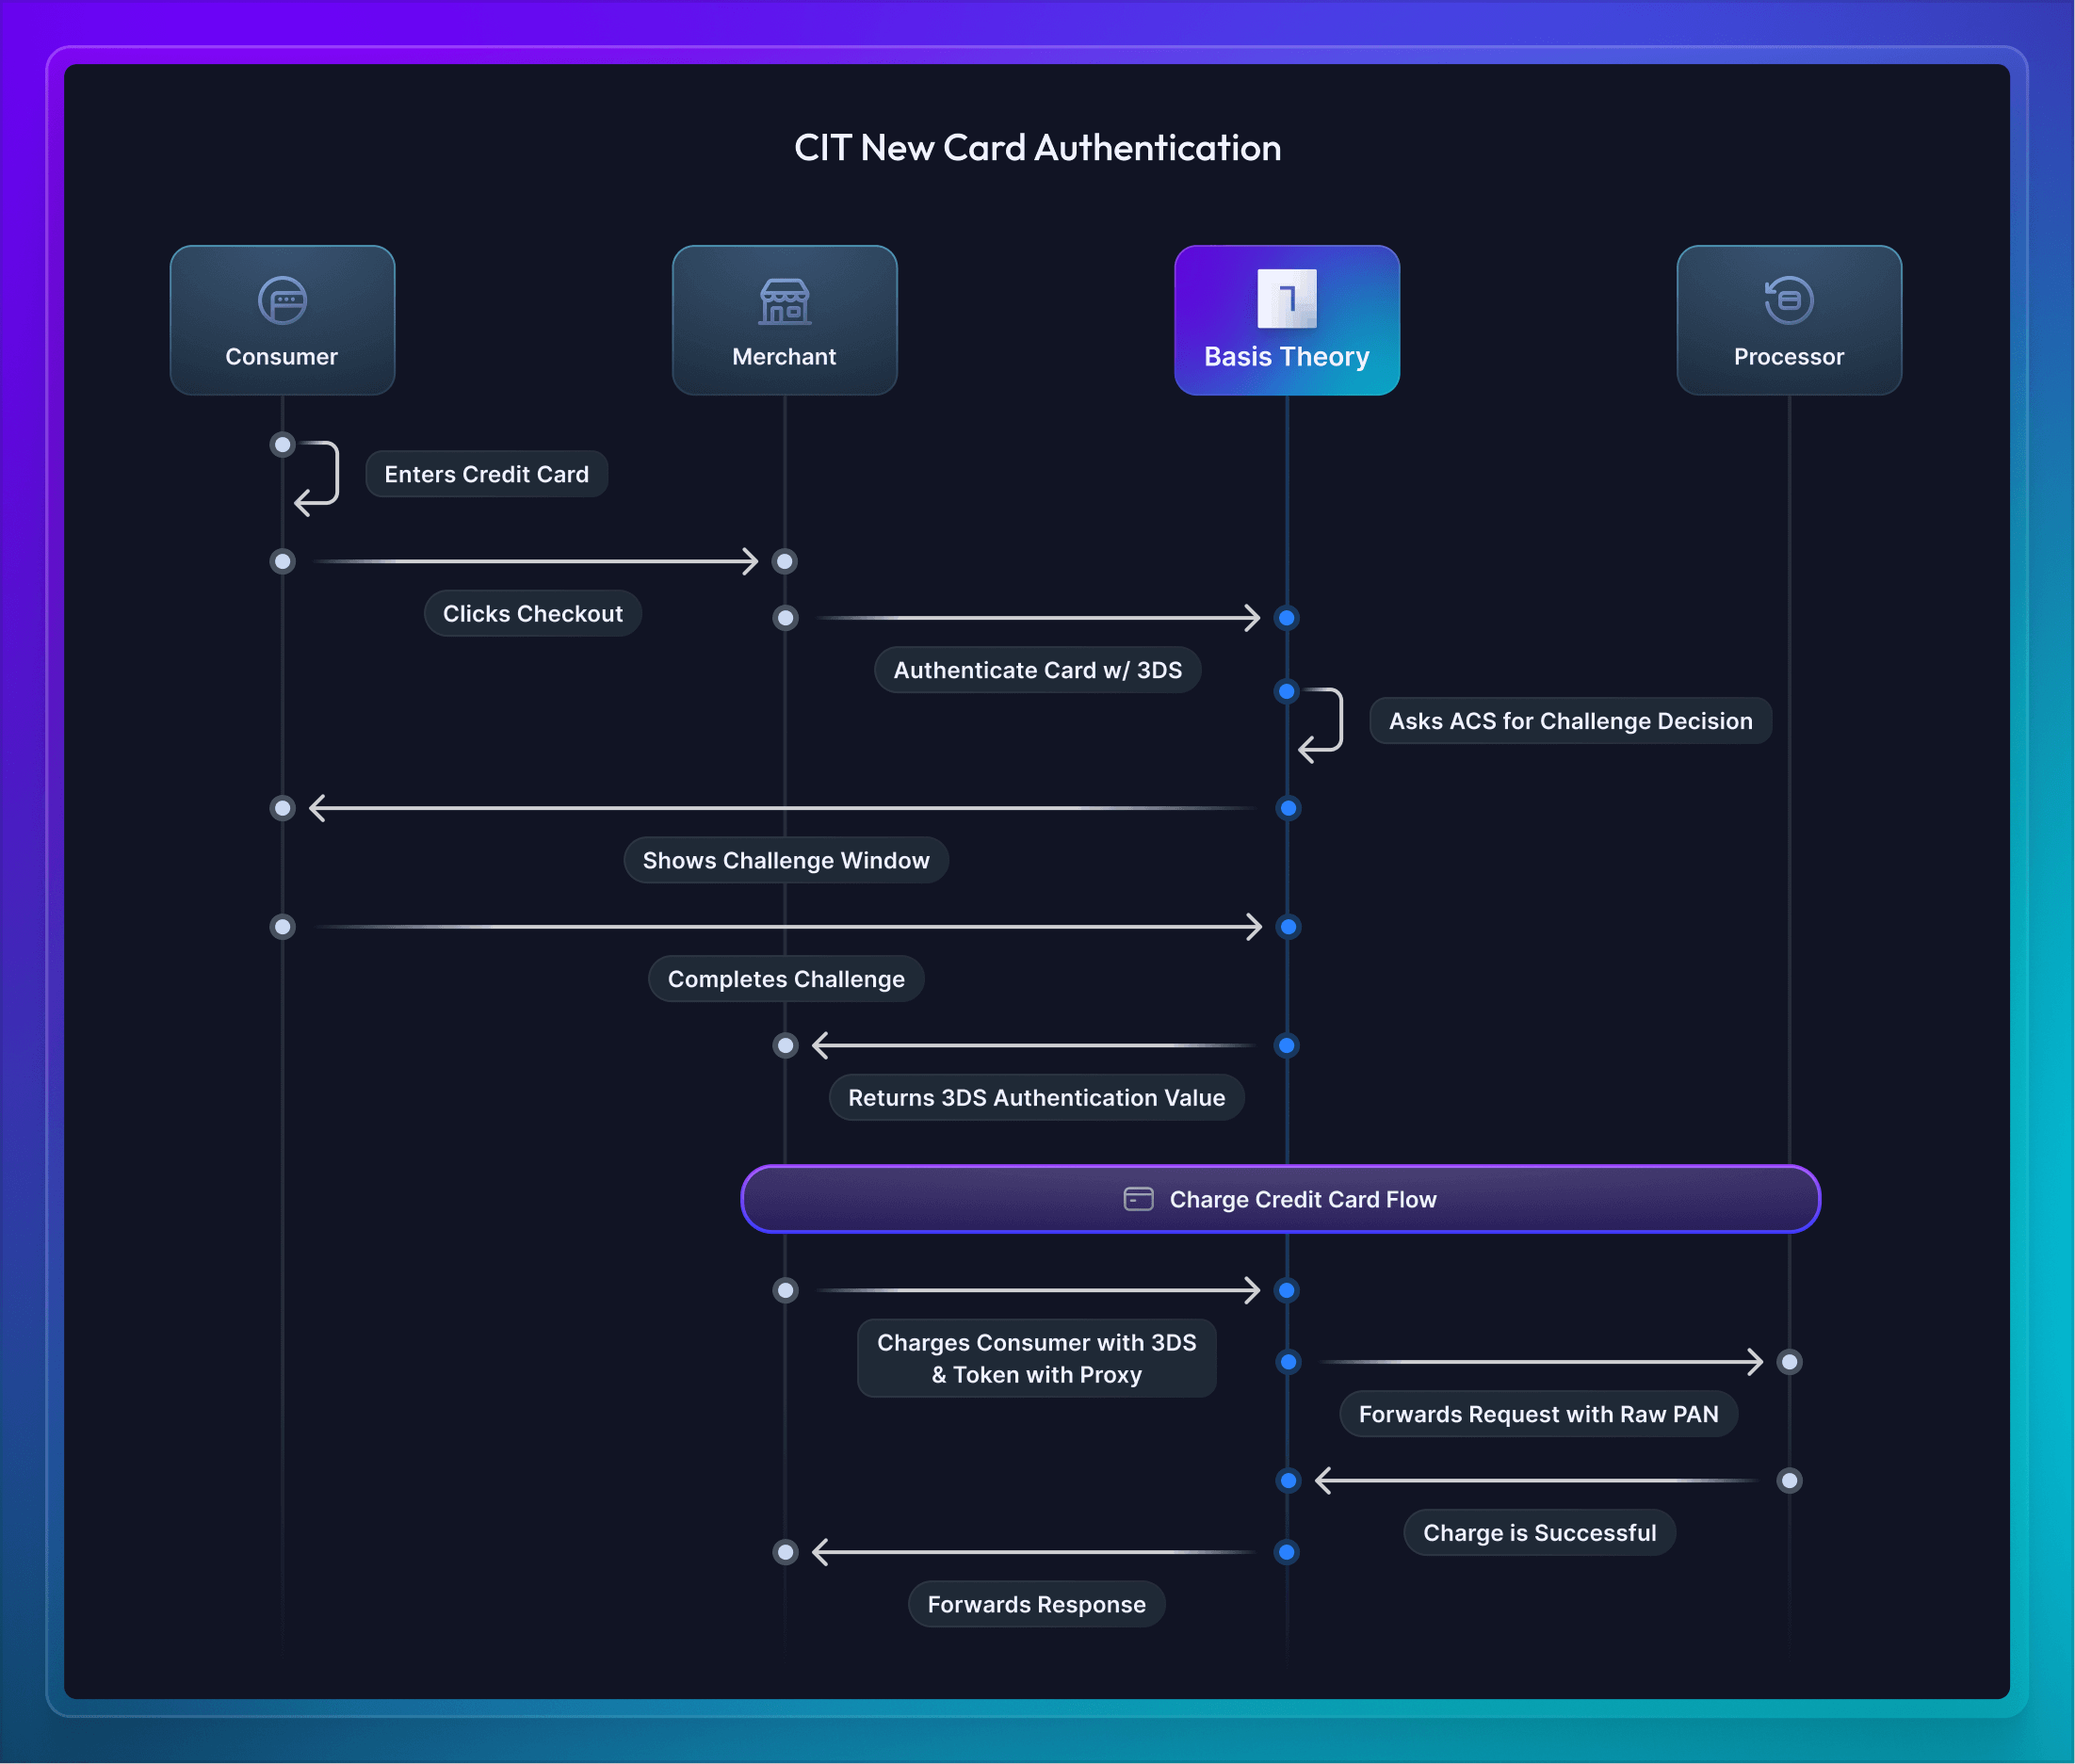 CIT New Card Authentication
Consumer
Merchant
Basis Theory
Processor
Enters Credit Card
Clicks Checkout
Authenticate Card w/ 3DS
Asks ACS for Challenge Decision
Shows Challenge Window
Completes Challenge
Returns 3DS Authentication Value
Charge Credit Card Flow
Charges Consumer with 3DS
& Token with Proxy
Forwards Request with Raw PAN
Charge is Successful
Forwards Response